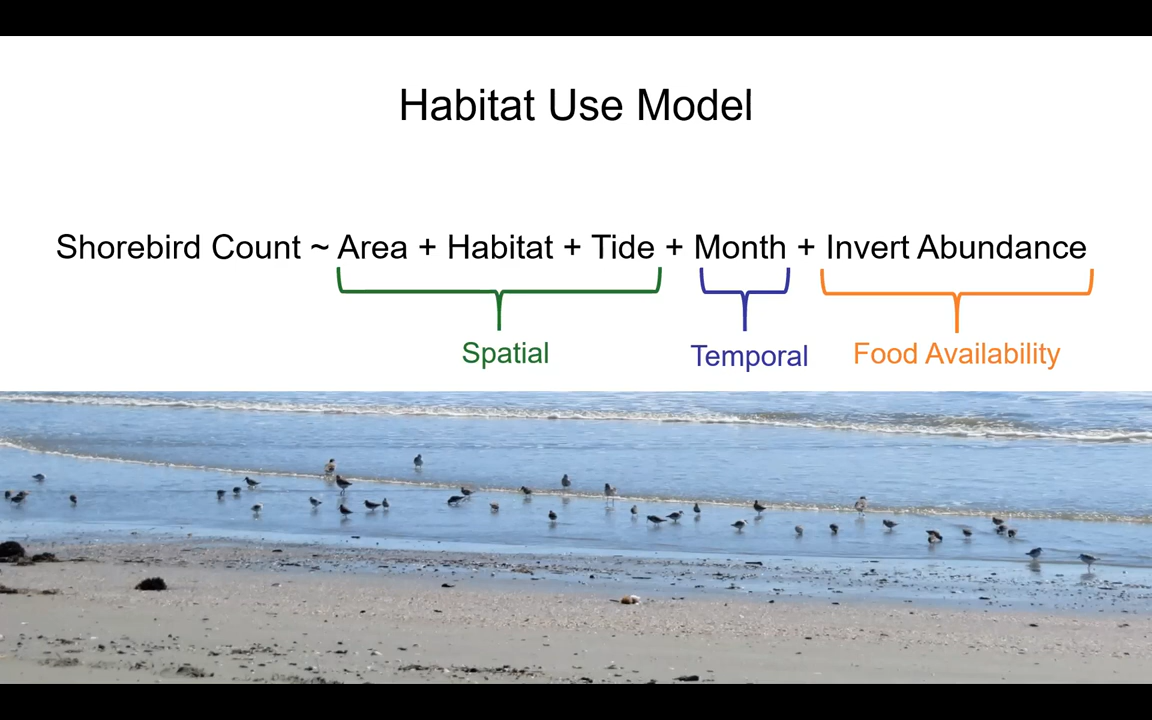 Habitat Use Model
Shorebird Count ~ Area + Habitat + Tide + Month + Invert Abundance
Spatial
Temporal
Food Availability